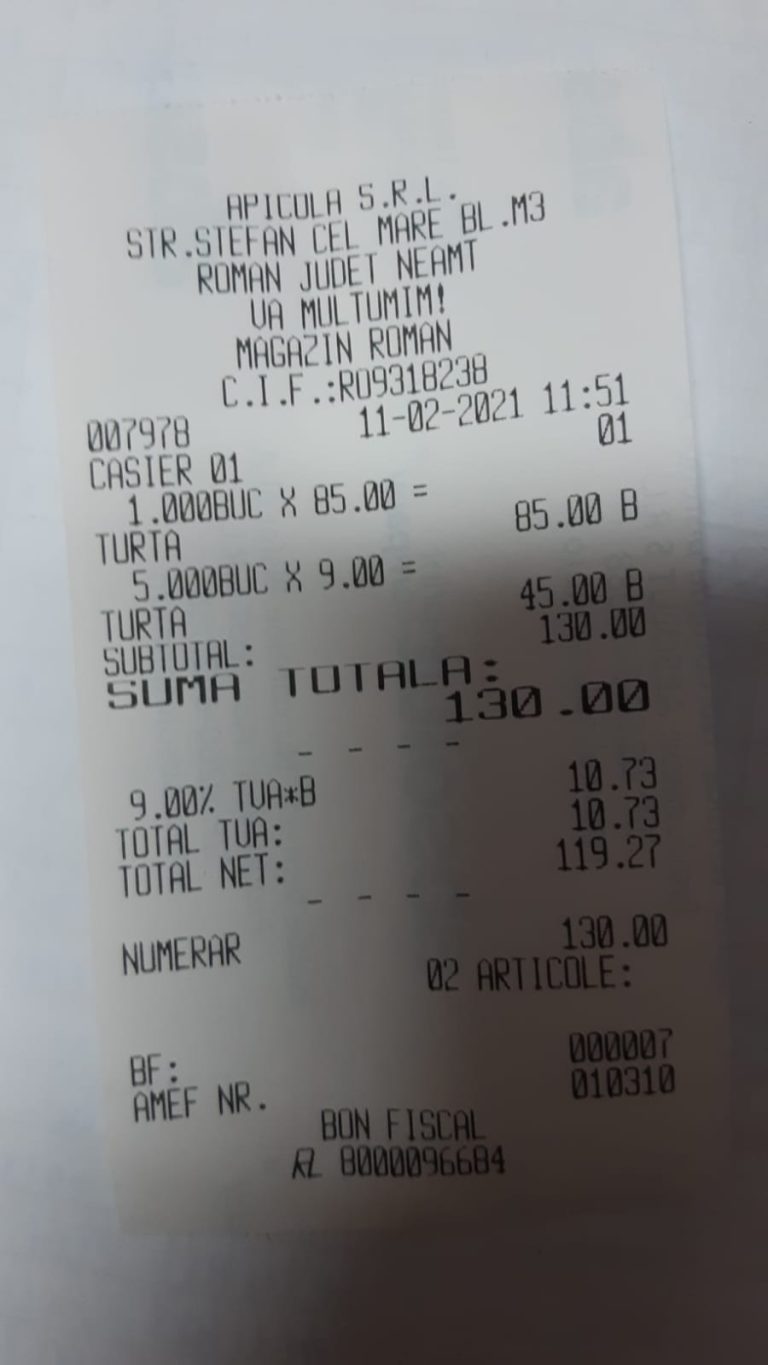 APICOLA S.R.L.
STR.STEFAN CEL MARE BL.M3
ROMAN JUDET NEAMT
VA MULTUMIM!
MAGAZIN ROMAN
C.I.F.:RO9318238
007978 11-02-2021 11:51
CASIER 01 01
1.000BUC X 85.00 =
TURTA 85.00 B
5.000BUC X 9.00 =
TURTA 45.00 B
SUBTOTAL: 130.00
SUMA TOTALA:
130.00
- - - -
9.00% TVA*B 10.73
TOTAL TVA: 10.73
TOTAL NET: 119.27
- - - -
NUMERAR 130.00
02 ARTICOLE:
BF: 000007
AMEF NR. 010310
BON FISCAL
8000096684